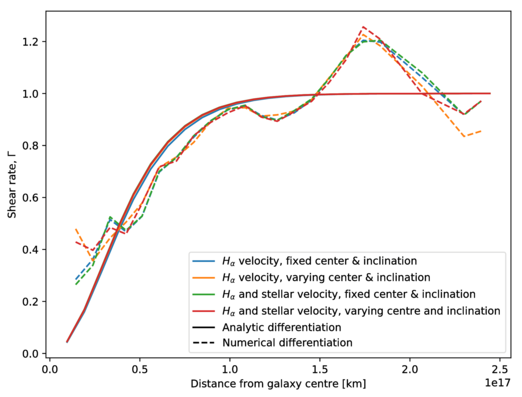 1.2
1.0
0.8
0.6
0.4
0.2
0.0
Shear rate, Γ
Hα velocity, fixed center & inclination
Hα velocity, varying center & inclination
Hα and stellar velocity, fixed center & inclination
Hα and stellar velocity, varying centre and inclination
Analytic differentiation
Numerical differentiation
0.0 0.5 1.0 1.5 2.0 2.5
1e17
Distance from galaxy centre [km]